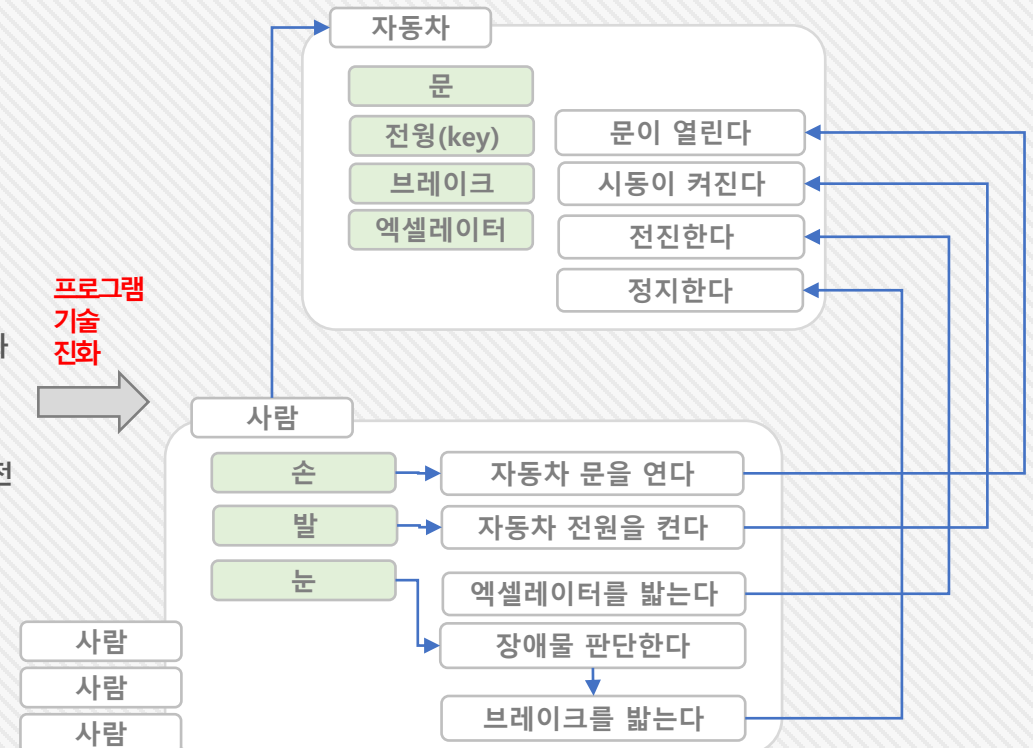 자동차
문
전웡(key)
브레이크
엑셀레이터
문이 열린다
시동이 켜진다
전진한다
정지한다
프로그램
기술
진화
사람
손
발
눈
자동차 문을 연다
자동차 전원을 켠다
엑셀레이터를 밟는다
장애물 판단한다
브레이크를 밟는다
전
사람
사람
사람